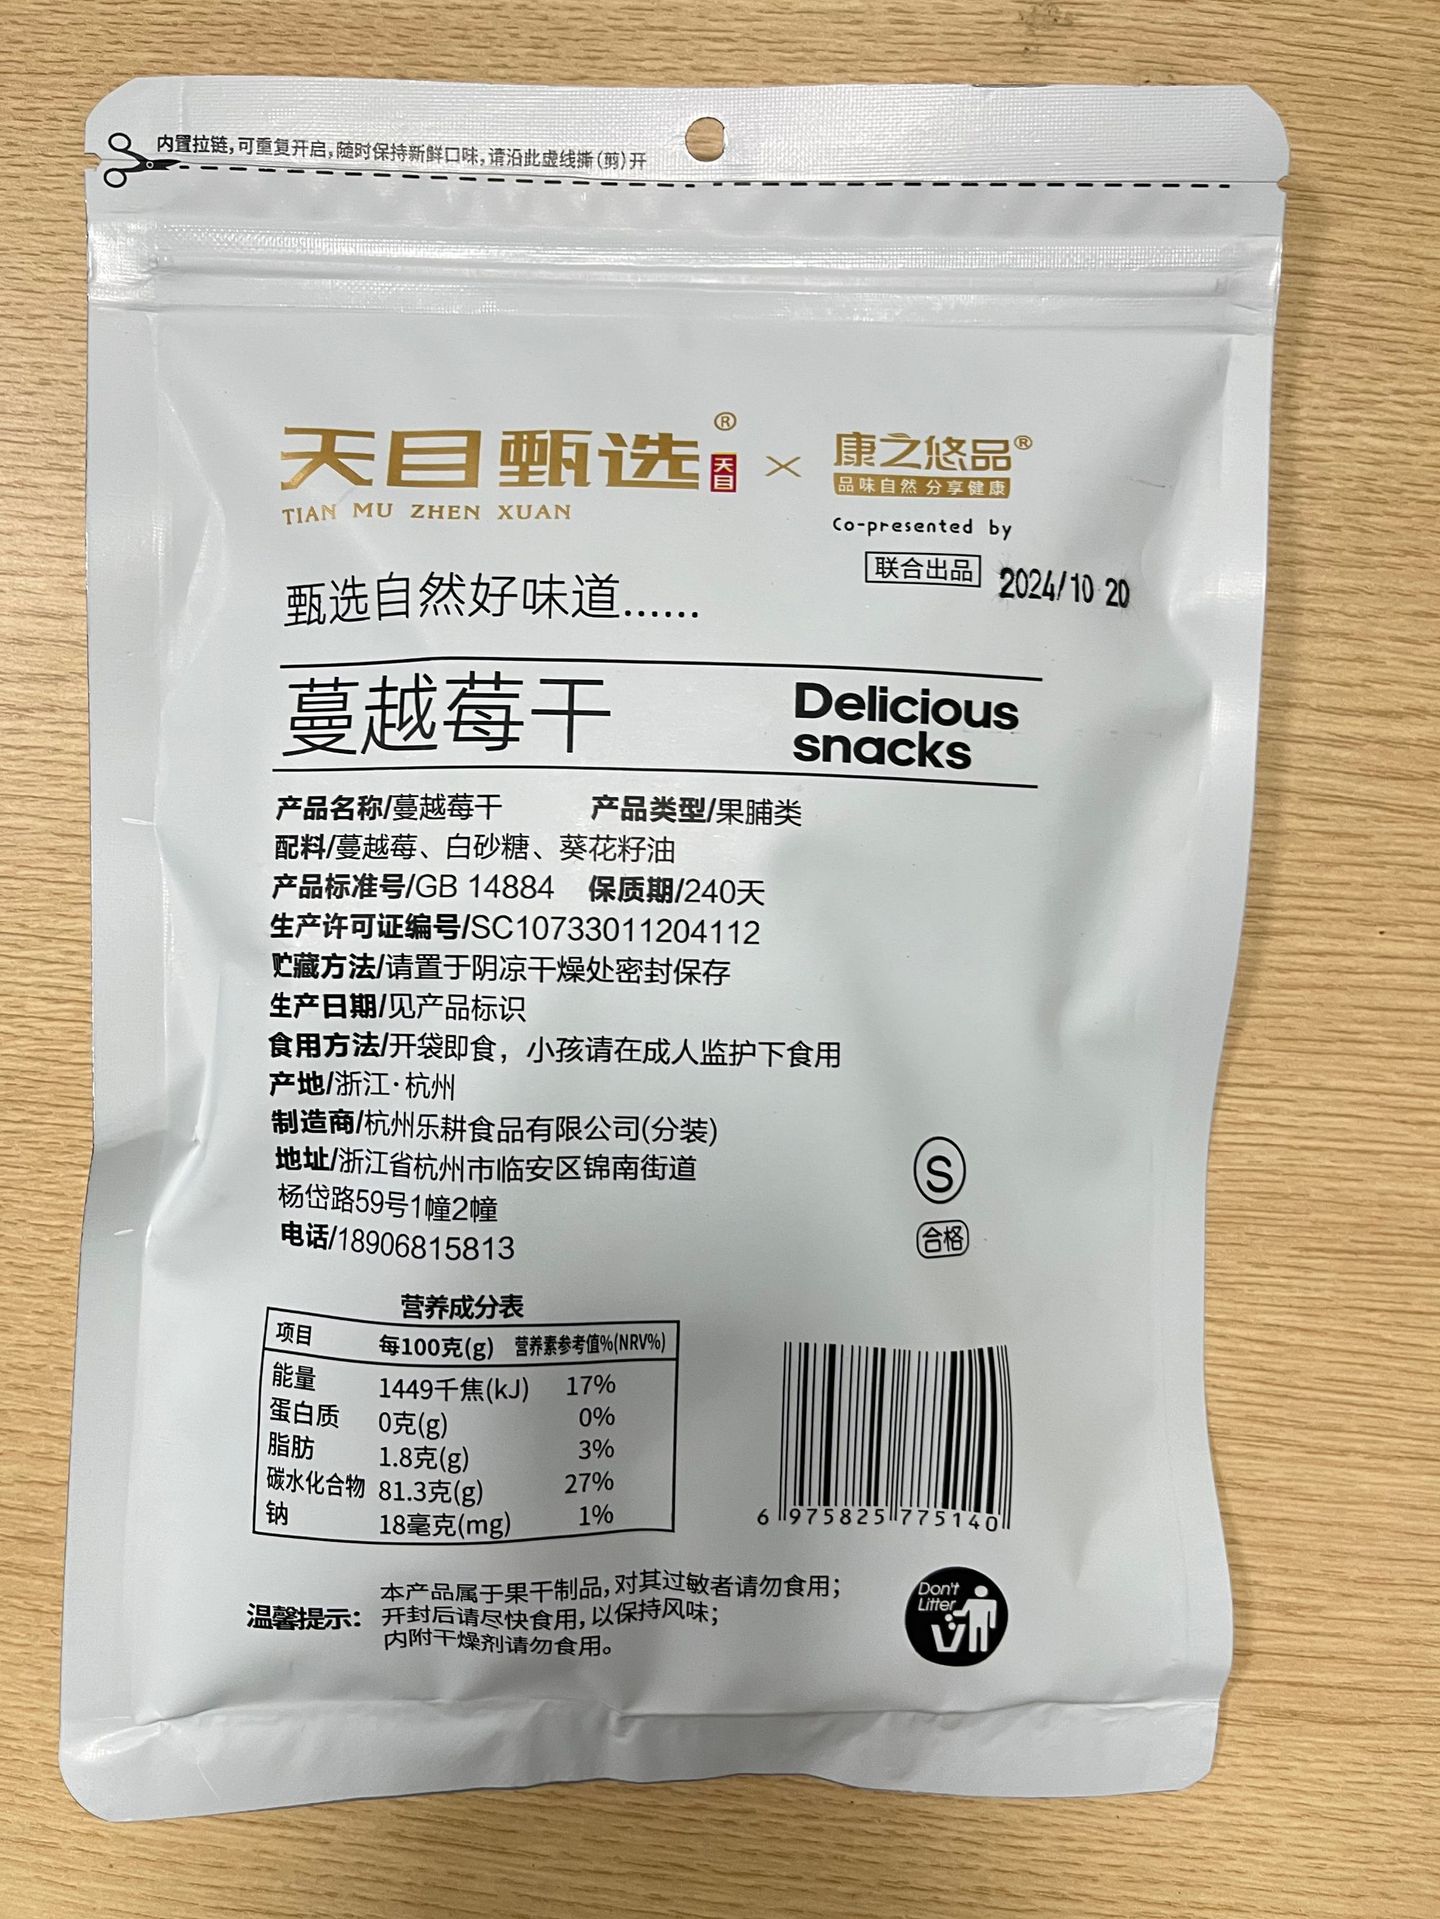 内置拉链,可重复开启,随时保持新鲜口味,请沿此虚线撕(剪)开
天目甄选® 天目 × 康之悠品®
品味自然 分享健康
TIAN MU ZHEN XUAN
Co-presented by
联合出品 2024/10 20
甄选自然好味道......
蔓越莓干
Delicious
snacks
产品名称/蔓越莓干 产品类型/果脯类
配料/蔓越莓、白砂糖、葵花籽油
产品标准号/GB 14884 保质期/240天
生产许可证编号/SC10733011204112
贮藏方法/请置于阴凉干燥处密封保存
生产日期/见产品标识
食用方法/开袋即食，小孩请在成人监护下食用
产地/浙江·杭州
制造商/杭州乐耕食品有限公司(分装)
地址/浙江省杭州市临安区锦南街道
杨岱路59号1幢2幢
电话/18906815813
S
合格
营养成分表
项目 每100克(g) 营养素参考值%(NRV%)
能量 1449千焦(kJ) 17%
蛋白质 0克(g) 0%
脂肪 1.8克(g) 3%
碳水化合物 81.3克(g) 27%
钠 18毫克(mg) 1%
6 975825 775140
温馨提示: 本产品属于果干制品,对其过敏者请勿食用;
开封后请尽快食用,以保持风味;
内附干燥剂请勿食用。
Don't
Litter